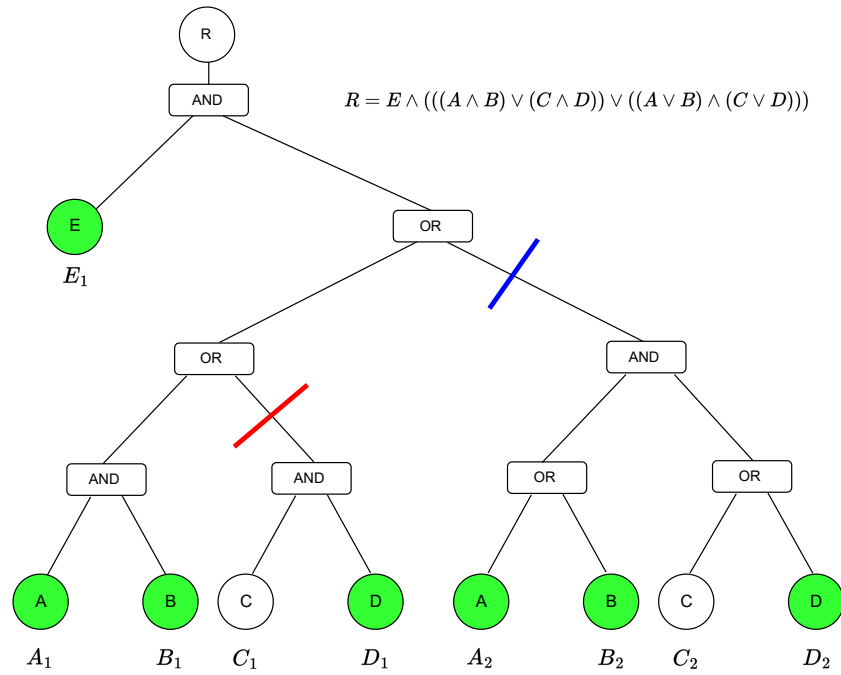 R
AND
R = E ∧ (((A ∧ B) ∨ (C ∧ D)) ∨ ((A ∨ B) ∧ (C ∨ D)))
E
OR
E₁
OR
AND
AND
AND
OR
OR
A
B
C
D
A
B
C
D
A₁
B₁
C₁
D₁
A₂
B₂
C₂
D₂